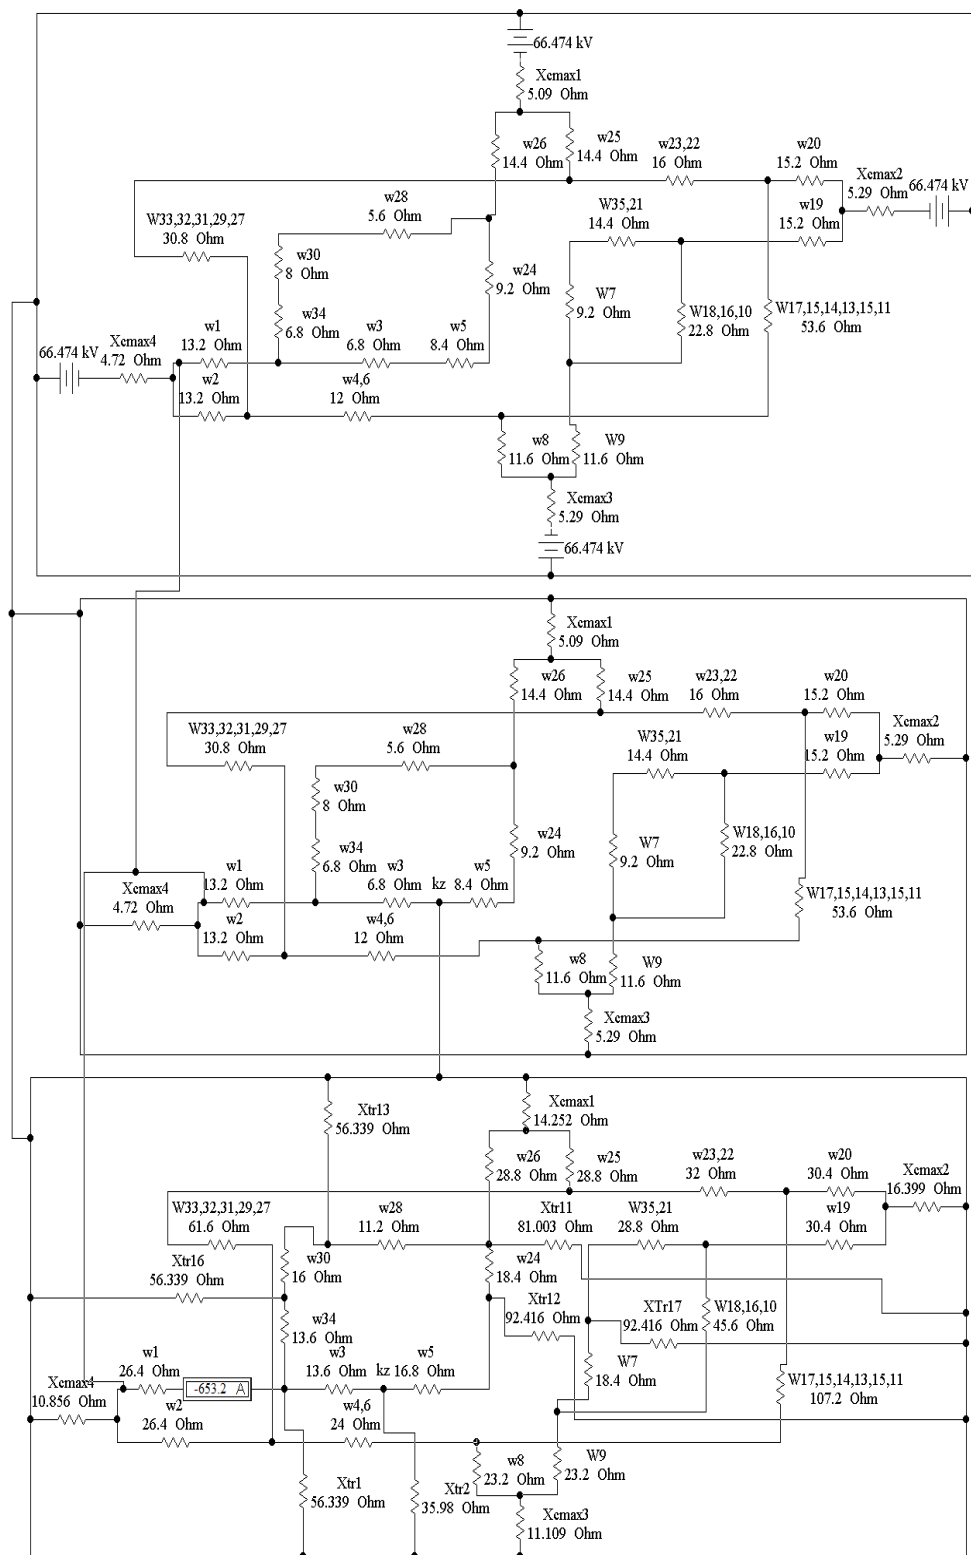 66.474 kV
Xcmax1
5.09 Ohm
w26
14.4 Ohm
w25
14.4 Ohm
w23,22
16 Ohm
w20
15.2 Ohm
Xcmax2
5.29 Ohm
66.474 kV
w28
5.6 Ohm
W33,32,31,29,27
30.8 Ohm
W35,21
14.4 Ohm
w19
15.2 Ohm
w30
8 Ohm
w24
9.2 Ohm
W7
9.2 Ohm
W18,16,10
22.8 Ohm
W17,15,14,13,15,11
53.6 Ohm
w34
6.8 Ohm
w1
13.2 Ohm
w3
6.8 Ohm
w5
8.4 Ohm
66.474 kV
Xcmax4
4.72 Ohm
w2
13.2 Ohm
w4,6
12 Ohm
w8
11.6 Ohm
W9
11.6 Ohm
Xcmax3
5.29 Ohm
66.474 kV
Xcmax1
5.09 Ohm
w26
14.4 Ohm
w25
14.4 Ohm
w23,22
16 Ohm
w20
15.2 Ohm
Xcmax2
5.29 Ohm
W33,32,31,29,27
30.8 Ohm
w28
5.6 Ohm
W35,21
14.4 Ohm
w19
15.2 Ohm
w30
8 Ohm
w24
9.2 Ohm
W7
9.2 Ohm
W18,16,10
22.8 Ohm
w34
6.8 Ohm
w1
13.2 Ohm
w3
6.8 Ohm
kz
w5
8.4 Ohm
Xcmax4
4.72 Ohm
W17,15,14,13,15,11
53.6 Ohm
w2
13.2 Ohm
w4,6
12 Ohm
w8
11.6 Ohm
W9
11.6 Ohm
Xcmax3
5.29 Ohm
Xtr13
56.339 Ohm
Xcmax1
14.252 Ohm
w26
28.8 Ohm
w25
28.8 Ohm
w23,22
32 Ohm
w20
30.4 Ohm
Xcmax2
16.399 Ohm
W33,32,31,29,27
61.6 Ohm
w28
11.2 Ohm
Xtr11
81.003 Ohm
W35,21
28.8 Ohm
w19
30.4 Ohm
Xtr16
56.339 Ohm
w30
16 Ohm
w24
18.4 Ohm
Xtr12
92.416 Ohm
XTr17
92.416 Ohm
W18,16,10
45.6 Ohm
w34
13.6 Ohm
w1
26.4 Ohm
-653.2 A
w3
13.6 Ohm
kz
w5
16.8 Ohm
W7
18.4 Ohm
W17,15,14,13,15,11
107.2 Ohm
Xcmax4
10.856 Ohm
w2
26.4 Ohm
w4,6
24 Ohm
w8
23.2 Ohm
W9
23.2 Ohm
Xtr1
56.339 Ohm
Xtr2
35.98 Ohm
Xcmax3
11.109 Ohm